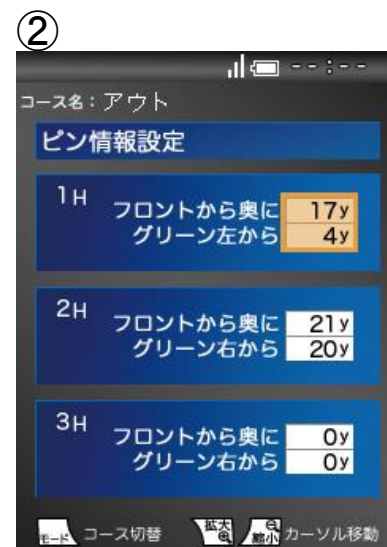 ②
--:--
コース名：アウト
ピン情報設定
1H
フロントから奥に 17y
グリーン左から 4y
2H
フロントから奥に 21y
グリーン右から 20y
3H
フロントから奥に 0y
グリーン右から 0y
モード コース切替 拡大 縮小 カーソル移動